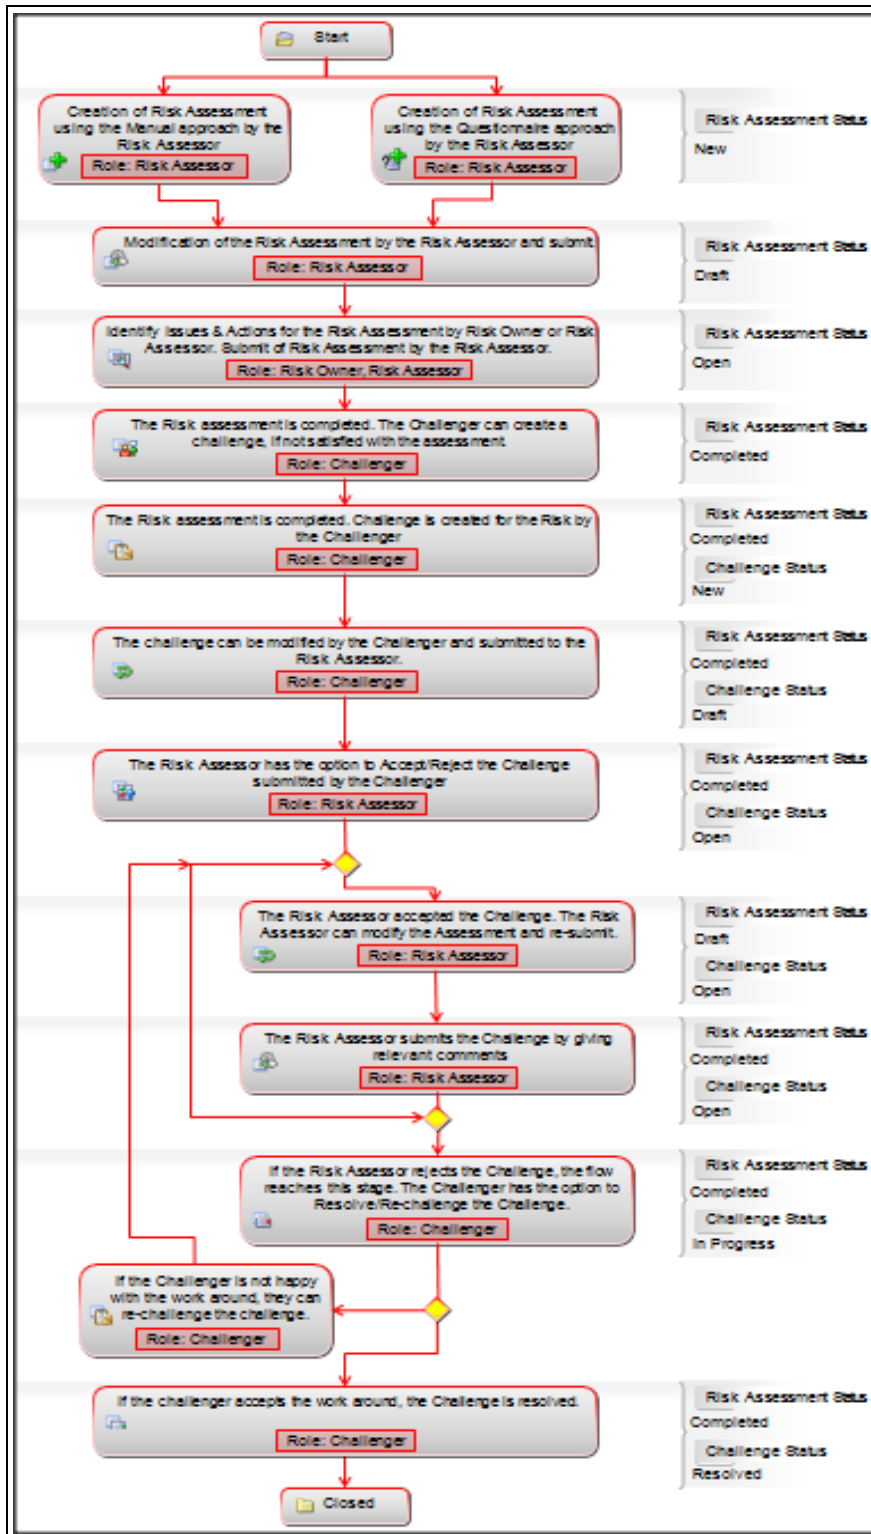 Start
Creation of Risk Assessment
using the Manual approach by the
Risk Assessor
Role: Risk Assessor
Creation of Risk Assessment
using the Questionnaire approach
by the Risk Assessor
Role: Risk Assessor
Risk Assessment Status
New
Modification of the Risk Assessment by the Risk Assessor and submit.
Role: Risk Assessor
Risk Assessment Status
Draft
Identify Issues & Actions for the Risk Assessment by Risk Owner or Risk
Assessor. Submit of Risk Assessment by the Risk Assessor.
Role: Risk Owner, Risk Assessor
Risk Assessment Status
Open
The Risk assessment is completed. The Challenger can create a
challenge, if not satisfied with the assessment.
Role: Challenger
Risk Assessment Status
Completed
The Risk assessment is completed. Challenge is created for the Risk by
the Challenger
Role: Challenger
Risk Assessment Status
Completed
Challenge Status
New
The challenge can be modified by the Challenger and submitted to the
Risk Assessor.
Role: Challenger
Risk Assessment Status
Completed
Challenge Status
Draft
The Risk Assessor has the option to Accept/Reject the Challenge
submitted by the Challenger
Role: Risk Assessor
Risk Assessment Status
Completed
Challenge Status
Open
The Risk Assessor accepted the Challenge. The Risk
Assessor can modify the Assessment and re-submit.
Role: Risk Assessor
Risk Assessment Status
Draft
Challenge Status
Open
The Risk Assessor submits the Challenge by giving
relevant comments
Role: Risk Assessor
Risk Assessment Status
Completed
Challenge Status
Open
If the Risk Assessor rejects the Challenge, the flow
reaches this stage. The Challenger has the option to
Resolve/Re-challenge the Challenge.
Role: Challenger
Risk Assessment Status
Completed
Challenge Status
In Progress
If the Challenger is not happy
with the work around, they can
re-challenge the challenge.
Role: Challenger
If the challenger accepts the work around, the Challenge is resolved.
Role: Challenger
Risk Assessment Status
Completed
Challenge Status
Resolved
Closed